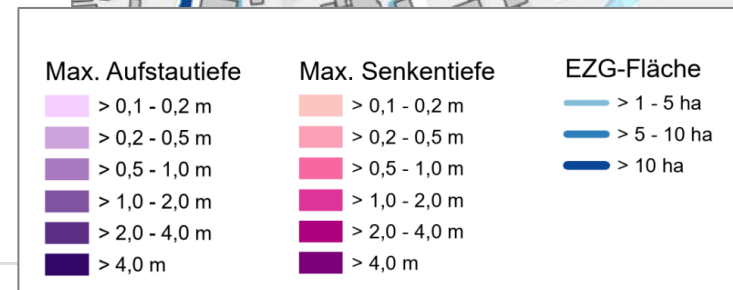 Max. Aufstautiefe
> 0,1 - 0,2 m
> 0,2 - 0,5 m
> 0,5 - 1,0 m
> 1,0 - 2,0 m
> 2,0 - 4,0 m
> 4,0 m
Max. Senkentiefe
> 0,1 - 0,2 m
> 0,2 - 0,5 m
> 0,5 - 1,0 m
> 1,0 - 2,0 m
> 2,0 - 4,0 m
> 4,0 m
EZG-Fläche
> 1 - 5 ha
> 5 - 10 ha
> 10 ha